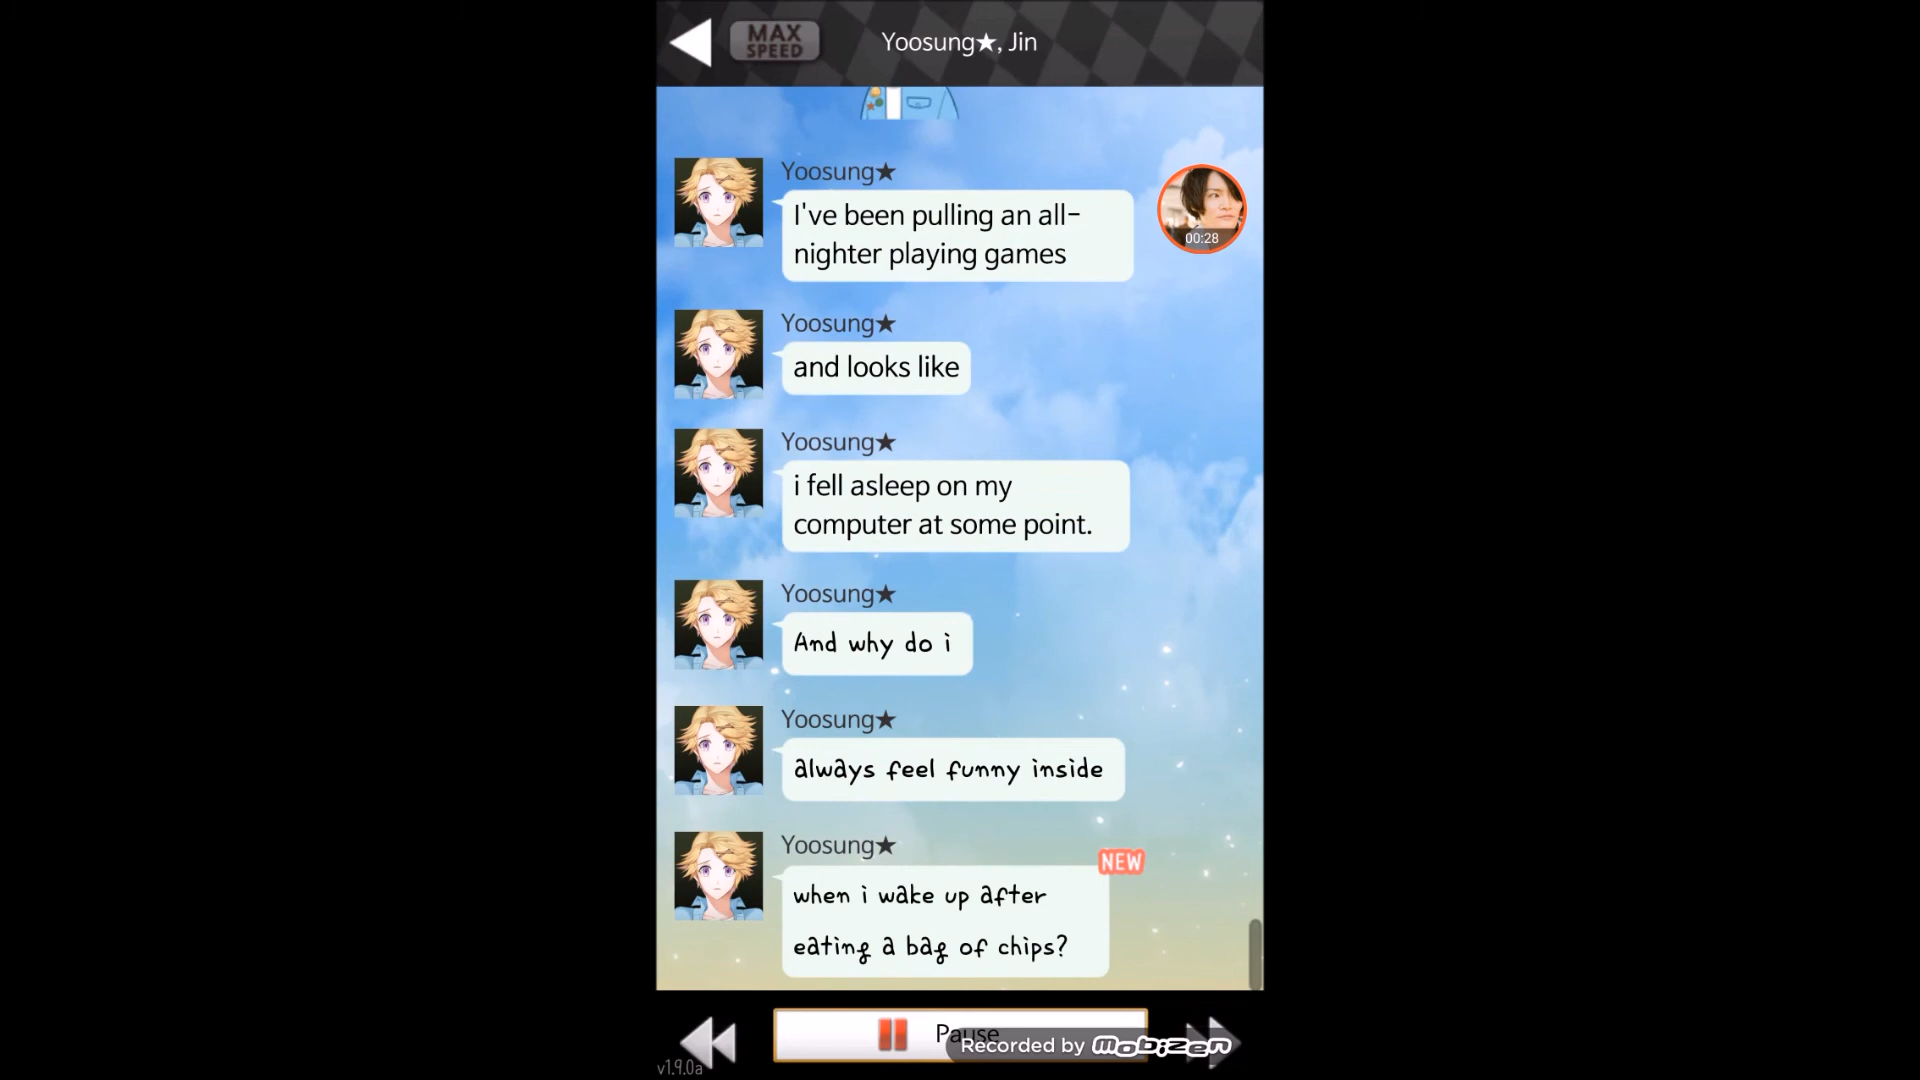 MAX
SPEED
Yoosung★, Jin
Yoosung★
I've been pulling an all-
nighter playing games
00:28
Yoosung★
and looks like
Yoosung★
i fell asleep on my
computer at some point.
Yoosung★
And why do i
Yoosung★
always feel funny inside
Yoosung★
NEW
when i wake up after
eating a bag of chips?
Pause
Recorded by Mobizen
v1.9.0a